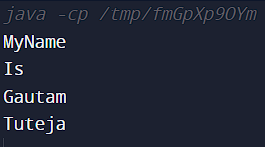 java -cp /tmp/fmGpXp9OYm
MyName
Is
Gautam
Tuteja